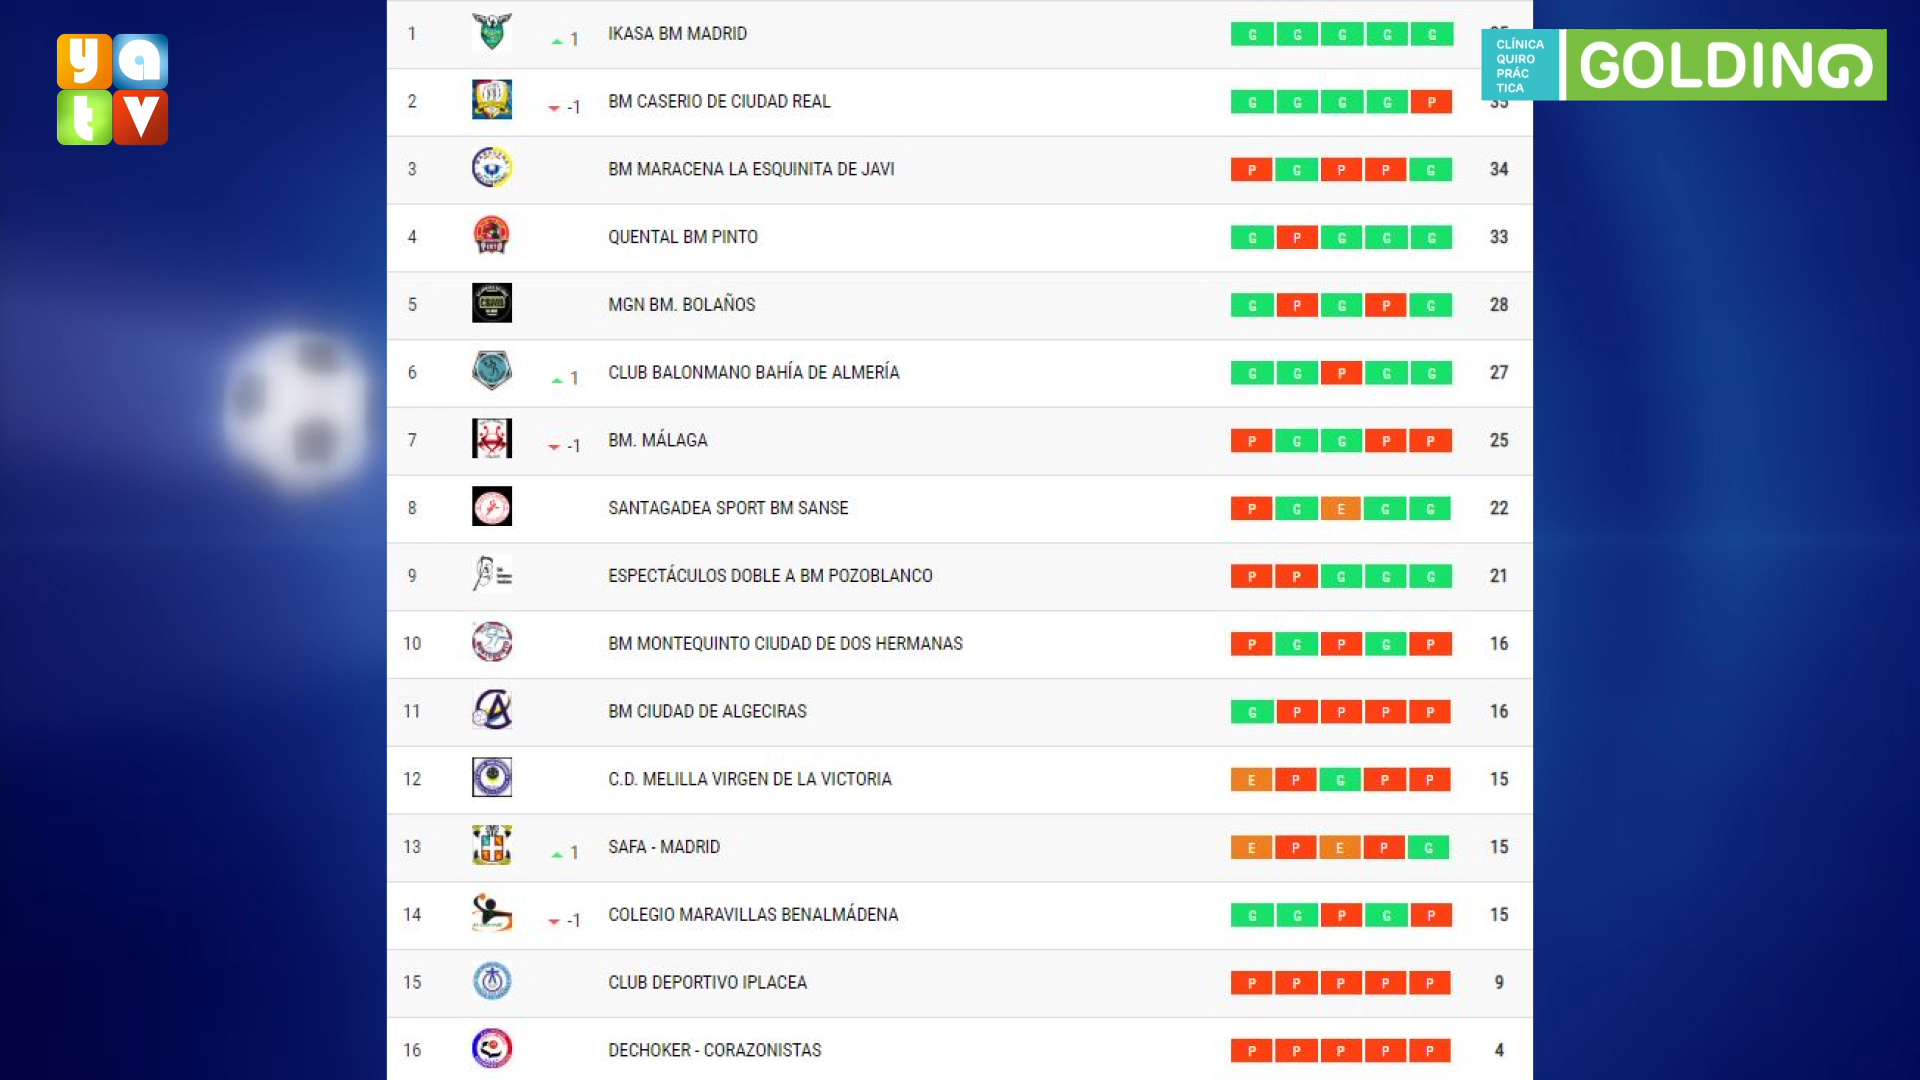 ya
tv
CLÍNICA
QUIRO
PRÁC
TICA
GOLDING
1 1 IKASA BM MADRID G G G G G
2 -1 BM CASERIO DE CIUDAD REAL G G G G P 35
3 BM MARACENA LA ESQUINITA DE JAVI P G P P G 34
4 QUENTAL BM PINTO G P G G G 33
5 MGN BM. BOLAÑOS G P G P G 28
6 1 CLUB BALONMANO BAHÍA DE ALMERÍA G G P G G 27
7 -1 BM. MÁLAGA P G G P P 25
8 SANTAGADEA SPORT BM SANSE P G E G G 22
9 ESPECTÁCULOS DOBLE A BM POZOBLANCO P P G G G 21
10 BM MONTEQUINTO CIUDAD DE DOS HERMANAS P G P G P 16
11 BM CIUDAD DE ALGECIRAS G P P P P 16
12 C.D. MELILLA VIRGEN DE LA VICTORIA E P G P P 15
13 1 SAFA - MADRID E P E P G 15
14 -1 COLEGIO MARAVILLAS BENALMÁDENA G G P G P 15
15 CLUB DEPORTIVO IPLACEA P P P P P 9
16 DECHOKER - CORAZONISTAS P P P P P 4